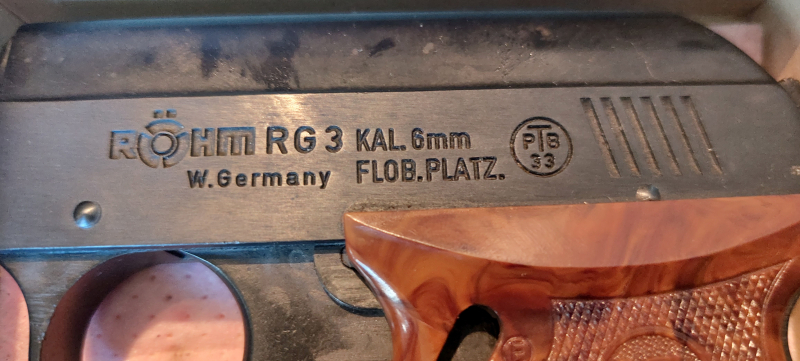 RÖHM RG 3 KAL. 6mm
W. Germany FLOB. PLATZ.
PTB
33